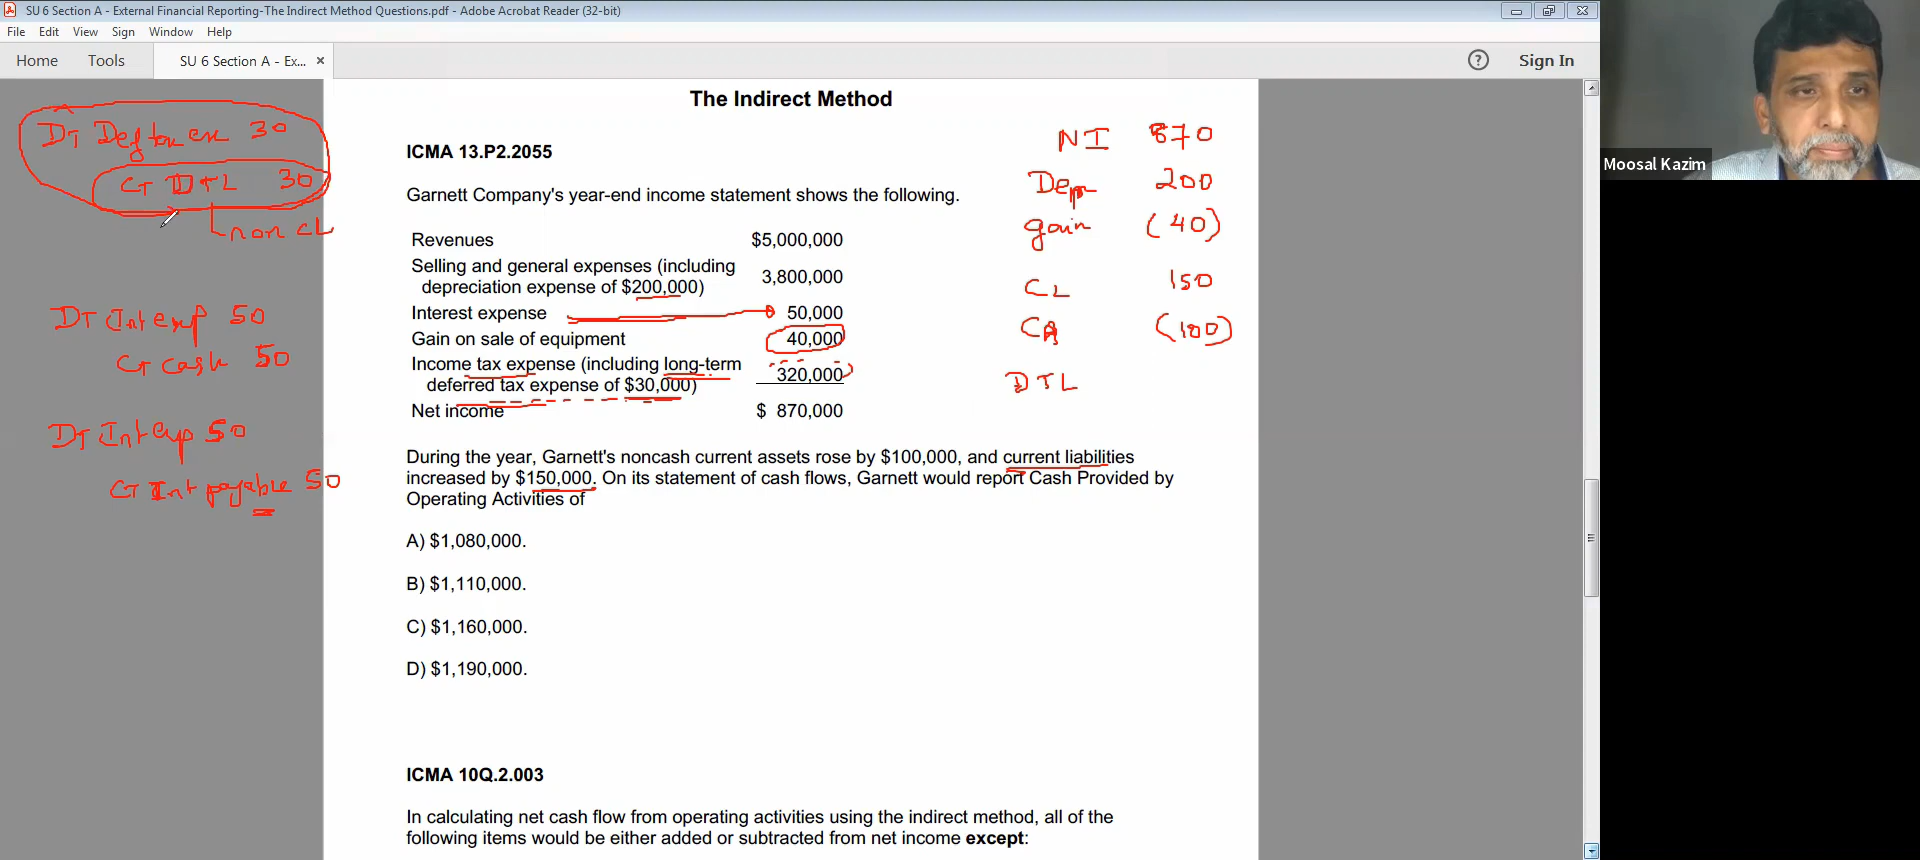 SU 6 Section A - External Financial Reporting-The Indirect Method Questions.pdf - Adobe Acrobat Reader (32-bit)
File Edit View Sign Window Help
Home Tools SU 6 Section A - Ex... ×
? Sign In
Moosal Kazim
The Indirect Method
ICMA 13.P2.2055
Garnett Company's year-end income statement shows the following.
Revenues $5,000,000
Selling and general expenses (including
depreciation expense of $200,000) 3,800,000
Interest expense 50,000
Gain on sale of equipment 40,000
Income tax expense (including long-term
deferred tax expense of $30,000) 320,000
Net income $ 870,000
During the year, Garnett's noncash current assets rose by $100,000, and current liabilities
increased by $150,000. On its statement of cash flows, Garnett would report Cash Provided by
Operating Activities of
A) $1,080,000.
B) $1,110,000.
C) $1,160,000.
D) $1,190,000.
ICMA 10Q.2.003
In calculating net cash flow from operating activities using the indirect method, all of the
following items would be either added or subtracted from net income except:
DT Def tax ex 30
CT DTL 30
non CL
DT Int exp 50
CT cash 50
DT Int exp 50
CT Int payable 50
NI 870
Depr 200
gain (40)
CL 150
CA (100)
DTL